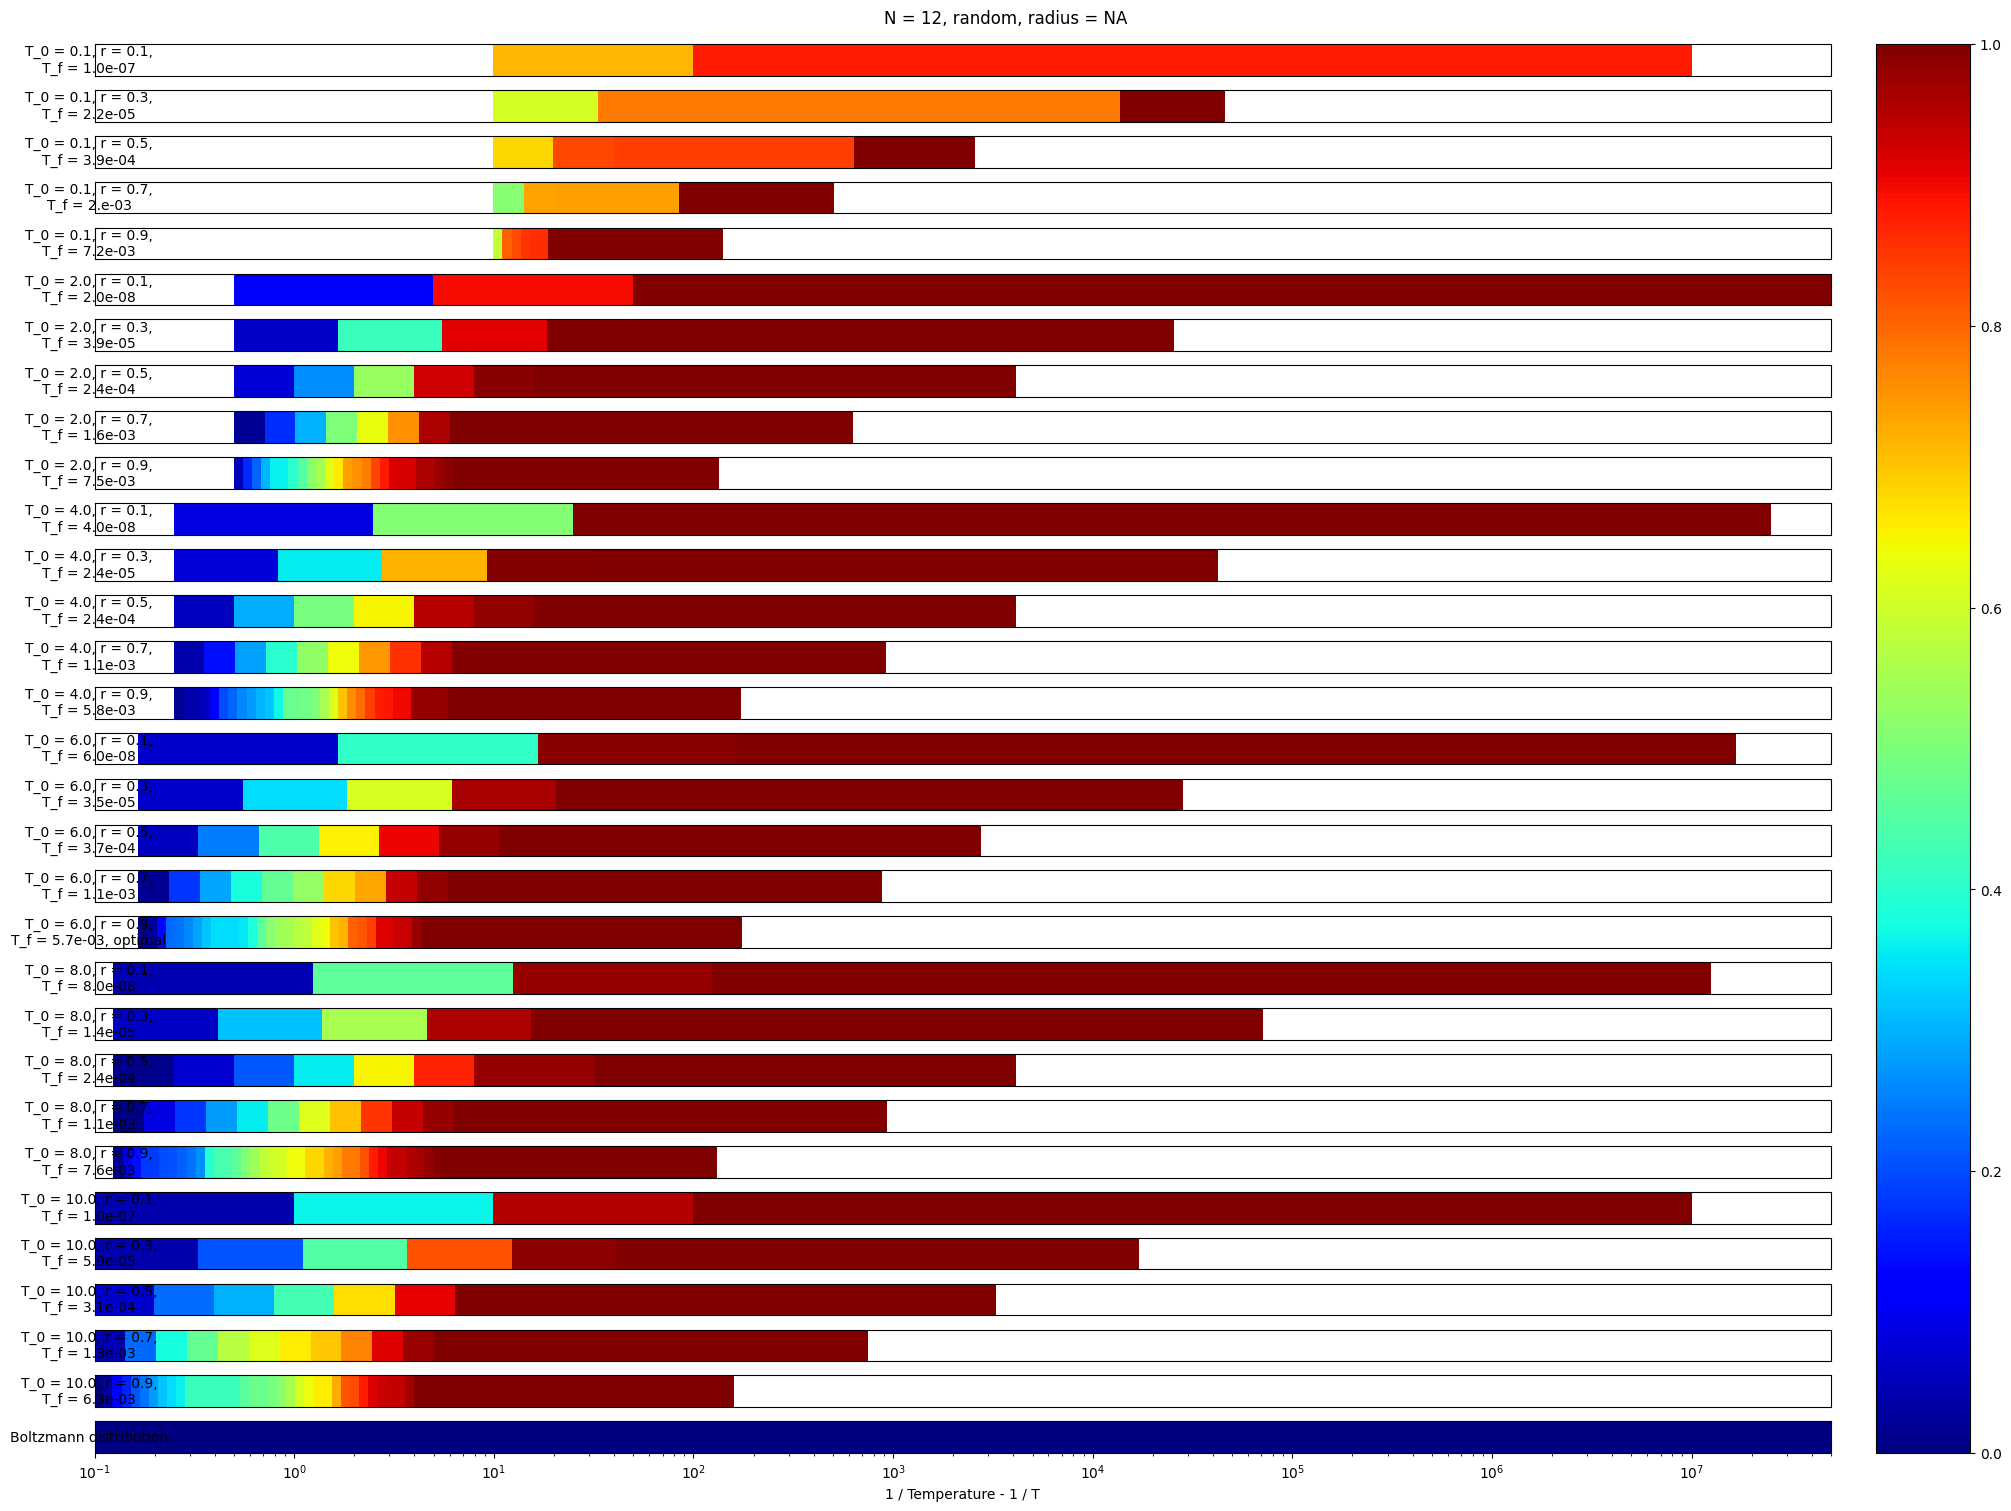 N = 12, random, radius = NA
T_0 = 0.1, r = 0.1,
T_f = 1.0e-07
T_0 = 0.1, r = 0.3,
T_f = 2.2e-05
T_0 = 0.1, r = 0.5,
T_f = 3.9e-04
T_0 = 0.1, r = 0.7,
T_f = 2.e-03
T_0 = 0.1, r = 0.9,
T_f = 7.2e-03
T_0 = 2.0, r = 0.1,
T_f = 2.0e-08
T_0 = 2.0, r = 0.3,
T_f = 3.9e-05
T_0 = 2.0, r = 0.5,
T_f = 2.4e-04
T_0 = 2.0, r = 0.7,
T_f = 1.6e-03
T_0 = 2.0, r = 0.9,
T_f = 7.5e-03
T_0 = 4.0, r = 0.1,
T_f = 4.0e-08
T_0 = 4.0, r = 0.3,
T_f = 2.4e-05
T_0 = 4.0, r = 0.5,
T_f = 2.4e-04
T_0 = 4.0, r = 0.7,
T_f = 1.1e-03
T_0 = 4.0, r = 0.9,
T_f = 5.8e-03
T_0 = 6.0, r = 0.1,
T_f = 6.0e-08
T_0 = 6.0, r = 0.3,
T_f = 3.5e-05
T_0 = 6.0, r = 0.5,
T_f = 3.7e-04
T_0 = 6.0, r = 0.7,
T_f = 1.1e-03
T_0 = 6.0, r = 0.9,
T_f = 5.7e-03, optimal
T_0 = 8.0, r = 0.1,
T_f = 8.0e-08
T_0 = 8.0, r = 0.3,
T_f = 1.4e-05
T_0 = 8.0, r = 0.5,
T_f = 2.4e-04
T_0 = 8.0, r = 0.7,
T_f = 1.1e-03
T_0 = 8.0, r = 0.9,
T_f = 7.6e-03
T_0 = 10.0, r = 0.1,
T_f = 1.0e-07
T_0 = 10.0, r = 0.3,
T_f = 5.9e-05
T_0 = 10.0, r = 0.5,
T_f = 3.1e-04
T_0 = 10.0, r = 0.7,
T_f = 1.3e-03
T_0 = 10.0, r = 0.9,
T_f = 6.3e-03
Boltzmann distribution
10⁻¹ 10⁰ 10¹ 10² 10³ 10⁴ 10⁵ 10⁶ 10⁷
1 / Temperature - 1 / T
1.0
0.8
0.6
0.4
0.2
0.0